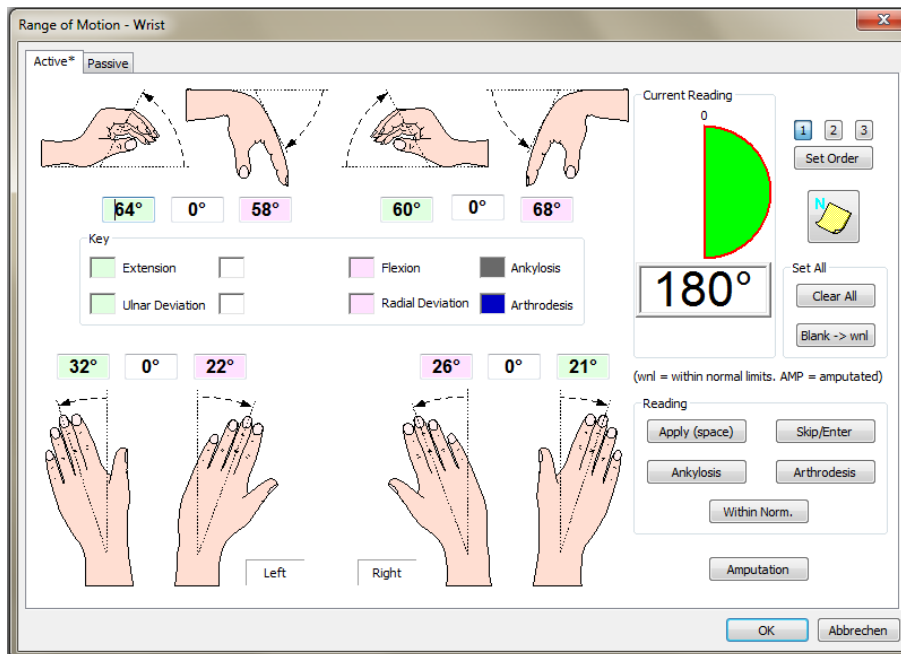 Range of Motion - Wrist
Active* Passive
Current Reading
0
1 2 3
Set Order
N
64° 0° 58° 60° 0° 68°
Key
Extension Flexion Ankylosis
Ulnar Deviation Radial Deviation Arthrodesis
180°
Set All
Clear All
Blank -> wnl
32° 0° 22° 26° 0° 21°
(wnl = within normal limits. AMP = amputated)
Reading
Apply (space) Skip/Enter
Ankylosis Arthrodesis
Within Norm.
Left Right
Amputation
OK Abbrechen